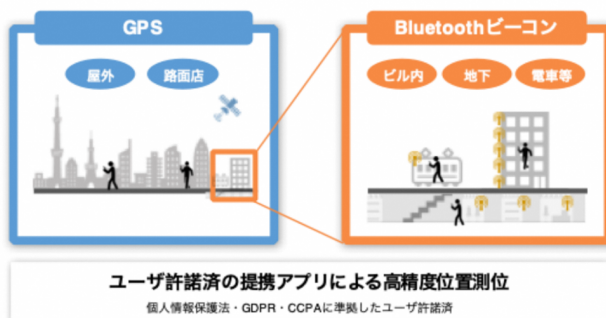 GPS
屋外
路面店
Bluetoothビーコン
ビル内
地下
電車等
ユーザ許諾済の提携アプリによる高精度位置測位
個人情報保護法・GDPR・CCPAに準拠したユーザ許諾済